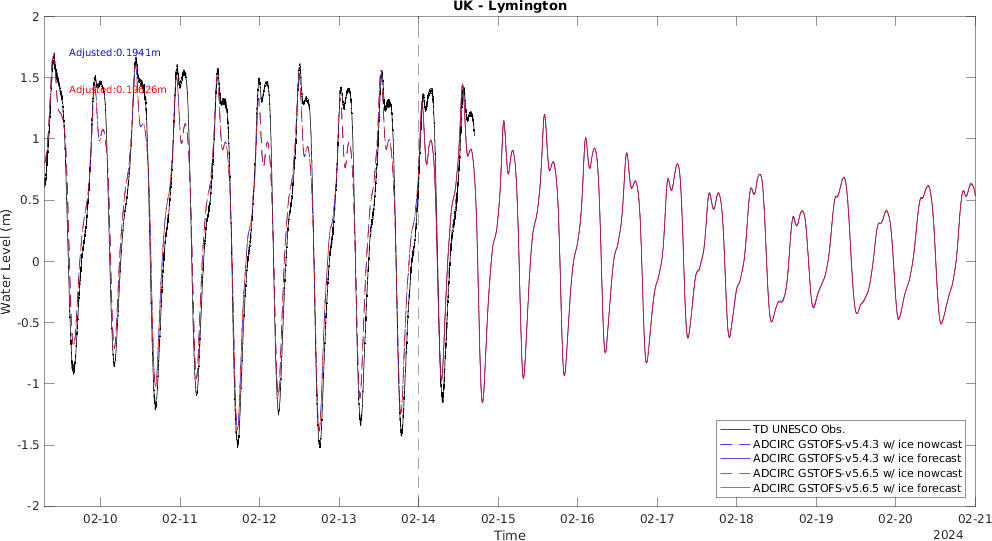 UK - Lymington
2
1.5
1
0.5
0
-0.5
-1
-1.5
-2
Water Level (m)
Adjusted:0.1941m
TD UNESCO Obs.
ADCIRC GSTOFS-v5.4.3 w/ ice nowcast
ADCIRC GSTOFS-v5.4.3 w/ ice forecast
ADCIRC GSTOFS-v5.6.5 w/ ice nowcast
ADCIRC GSTOFS-v5.6.5 w/ ice forecast
02-10 02-11 02-12 02-13 02-14 02-15 02-16 02-17 02-18 02-19 02-20 02-21
Time
2024